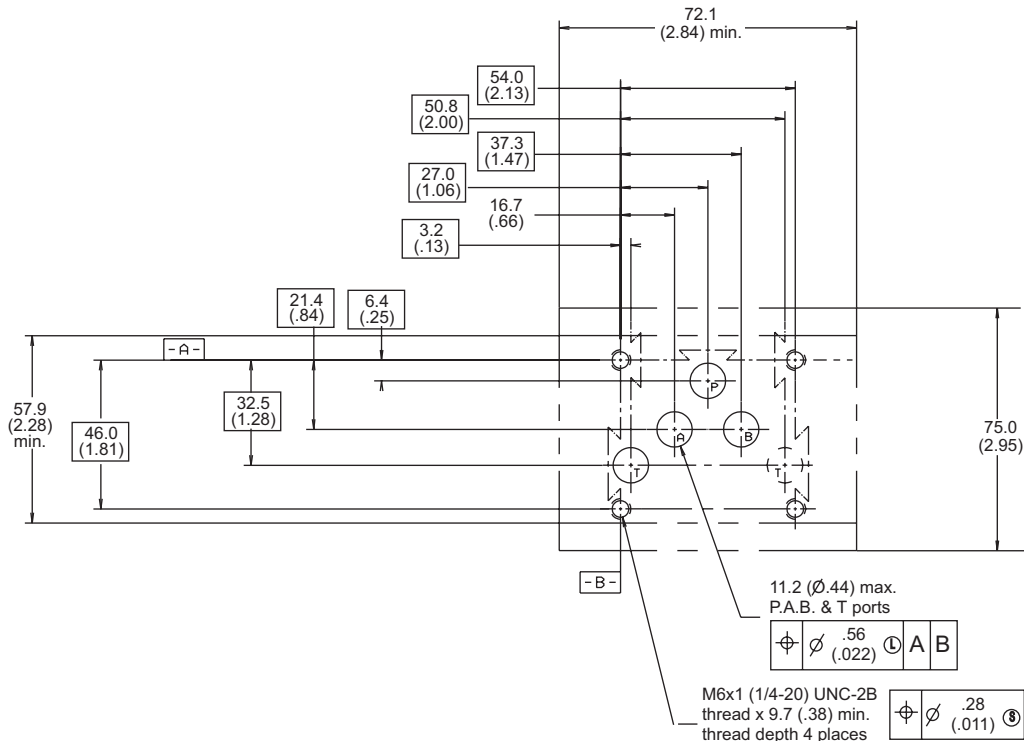 72.1
(2.84) min.
54.0
(2.13)
50.8
(2.00)
37.3
(1.47)
27.0
(1.06)
16.7
(.66)
3.2
(.13)
21.4
(.84)
6.4
(.25)
-A-
57.9
(2.28)
min.
46.0
(1.81)
32.5
(1.28)
75.0
(2.95)
P
A
B
T
T
-B-
11.2 (Ø.44) max.
P.A.B. & T ports
⌖ Ø .56 (.022) Ⓛ A B
M6x1 (1/4-20) UNC-2B
thread x 9.7 (.38) min.
thread depth 4 places
⌖ Ø .28 (.011) Ⓢ